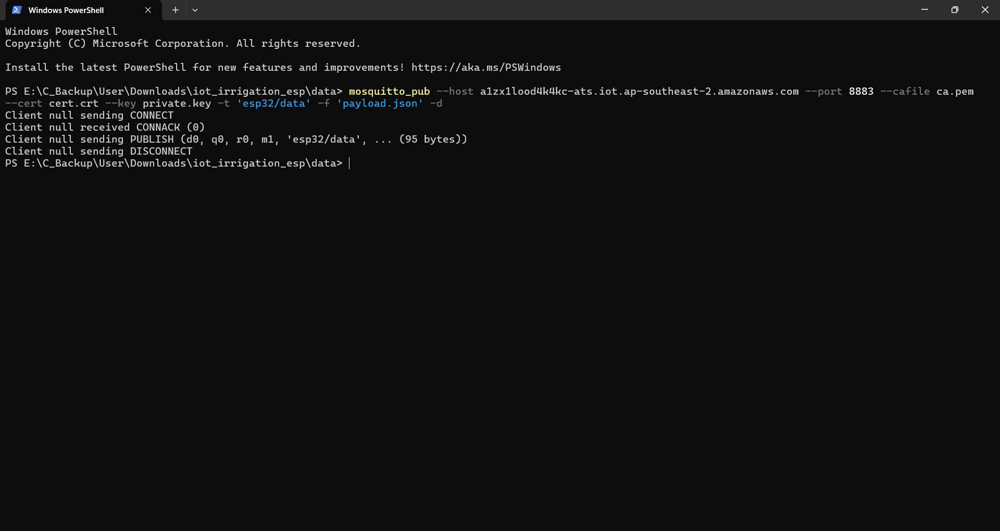 Windows PowerShell
Windows PowerShell
Copyright (C) Microsoft Corporation. All rights reserved.
Install the latest PowerShell for new features and improvements! https://aka.ms/PSWindows
PS E:\C_Backup\User\Downloads\iot_irrigation_esp\data> mosquitto_pub --host a1zx1lood4k4kc-ats.iot.ap-southeast-2.amazonaws.com --port 8883 --cafile ca.pem
--cert cert.crt --key private.key -t 'esp32/data' -f 'payload.json' -d
Client null sending CONNECT
Client null received CONNACK (0)
Client null sending PUBLISH (d0, q0, r0, m1, 'esp32/data', ... (95 bytes))
Client null sending DISCONNECT
PS E:\C_Backup\User\Downloads\iot_irrigation_esp\data>